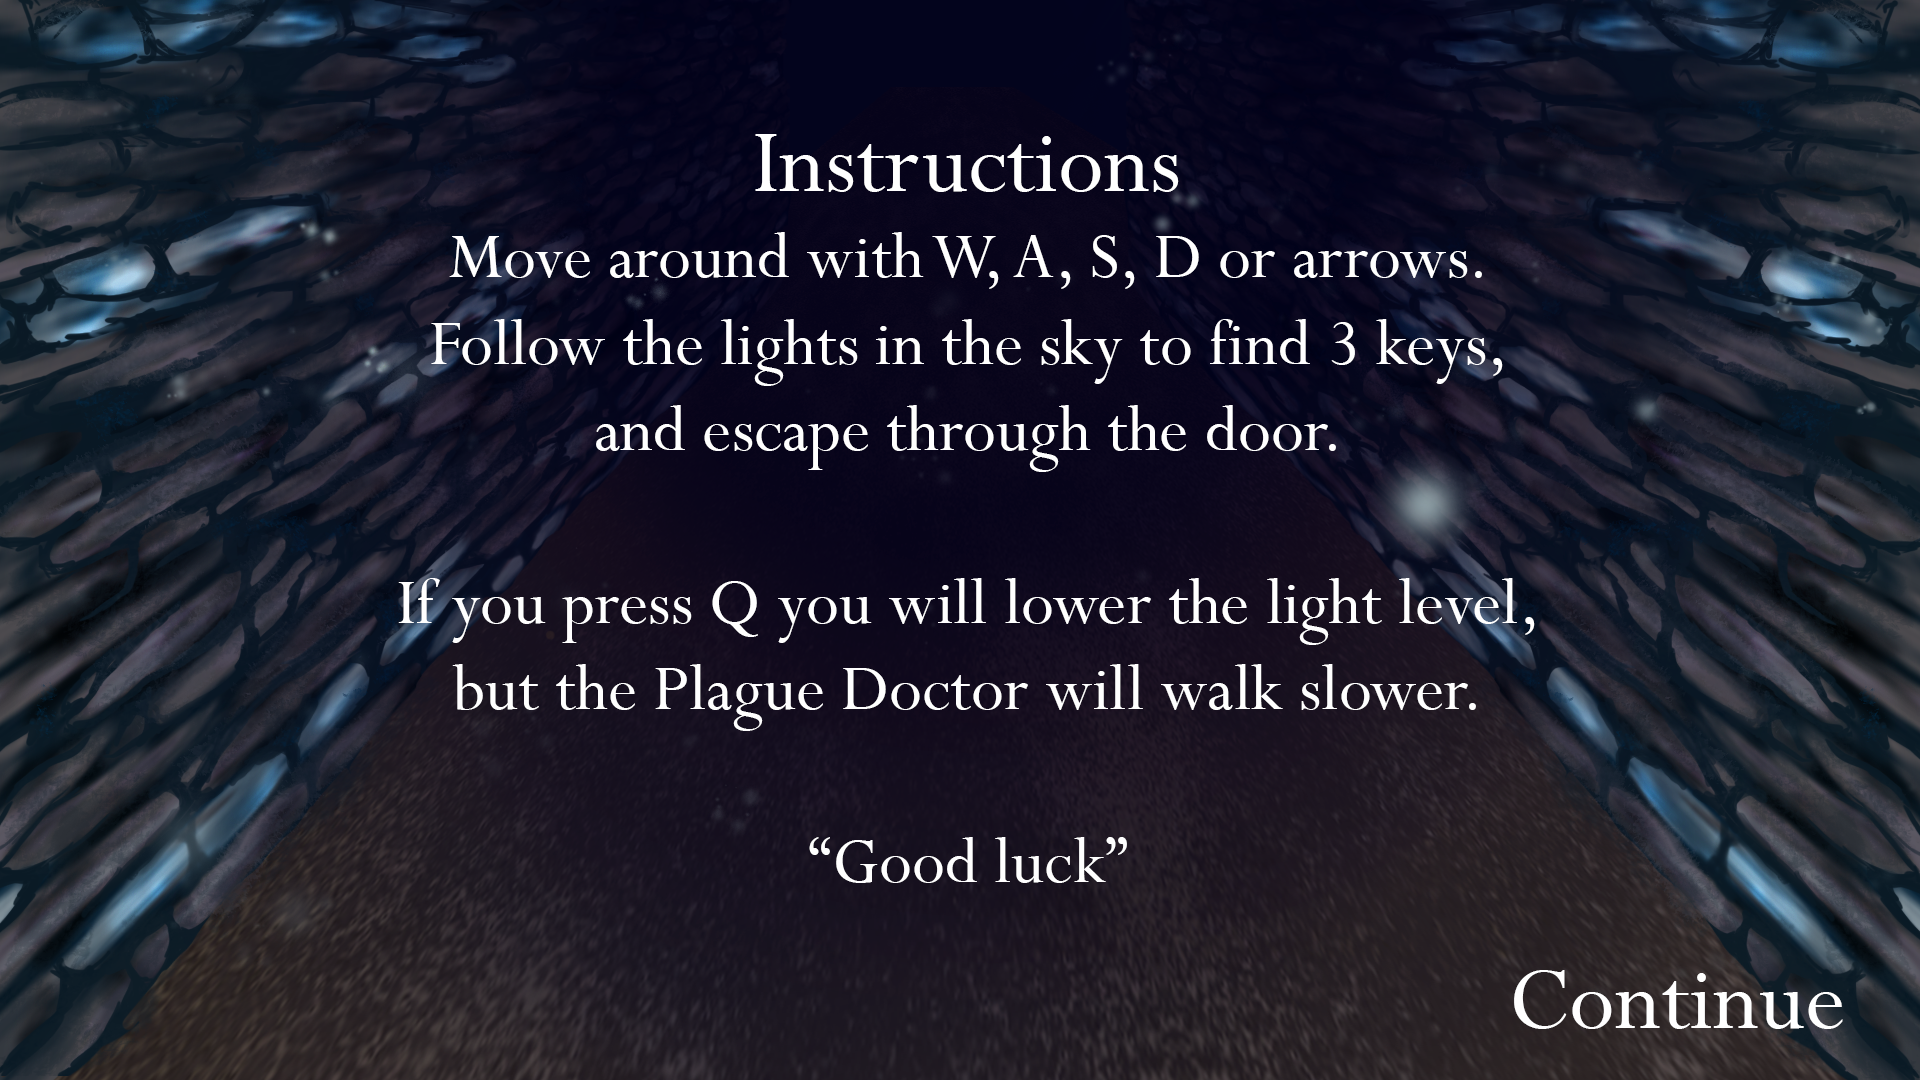 Instructions
Move around with W, A, S, D or arrows.
Follow the lights in the sky to find 3 keys,
and escape through the door.
If you press Q you will lower the light level,
but the Plague Doctor will walk slower.
“Good luck”
Continue